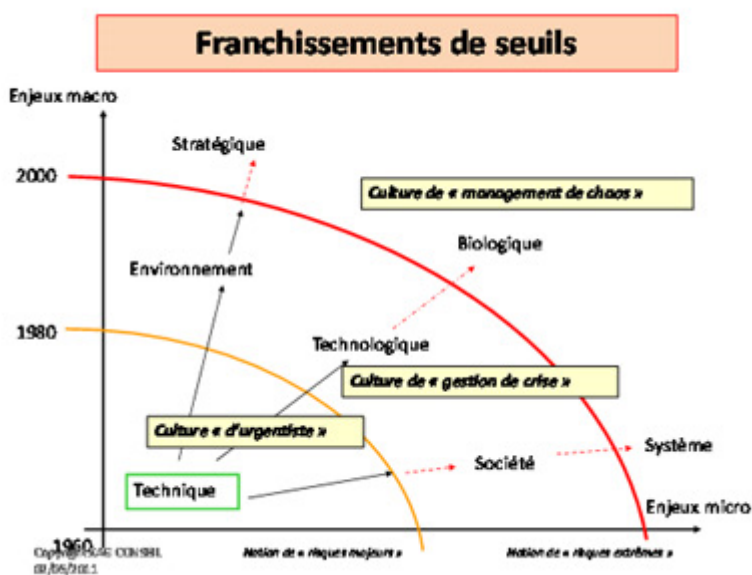 Franchissements de seuils
Enjeux macro
Stratégique
2000
Culture de « management de chaos »
Biologique
Environnement
1980
Technologique
Culture de « gestion de crise »
Culture « d'urgentiste »
Système
Société
Technique
Enjeux micro
1960
CONSEIL
Notion de « risques majeurs »
Notion de « risques extrêmes »